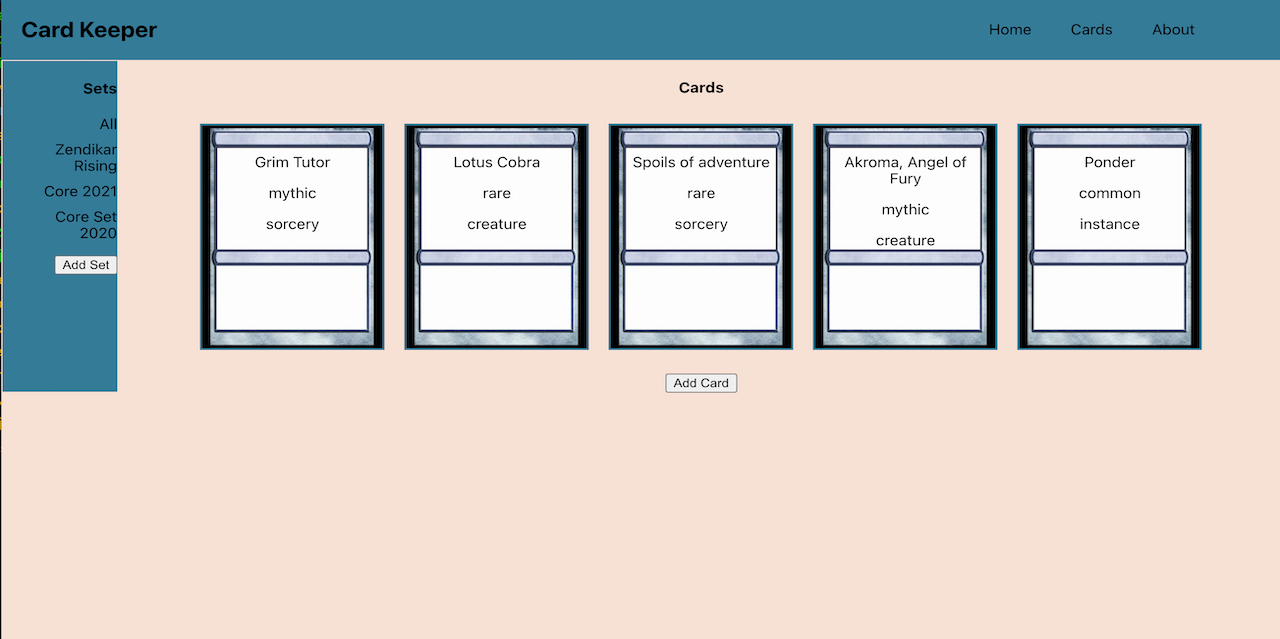 Card Keeper
Home
Cards
About
Sets
All
Zendikar
Rising
Core 2021
Core Set
2020
Add Set
Cards
Grim Tutor
mythic
sorcery
Lotus Cobra
rare
creature
Spoils of adventure
rare
sorcery
Akroma, Angel of
Fury
mythic
creature
Ponder
common
instance
Add Card